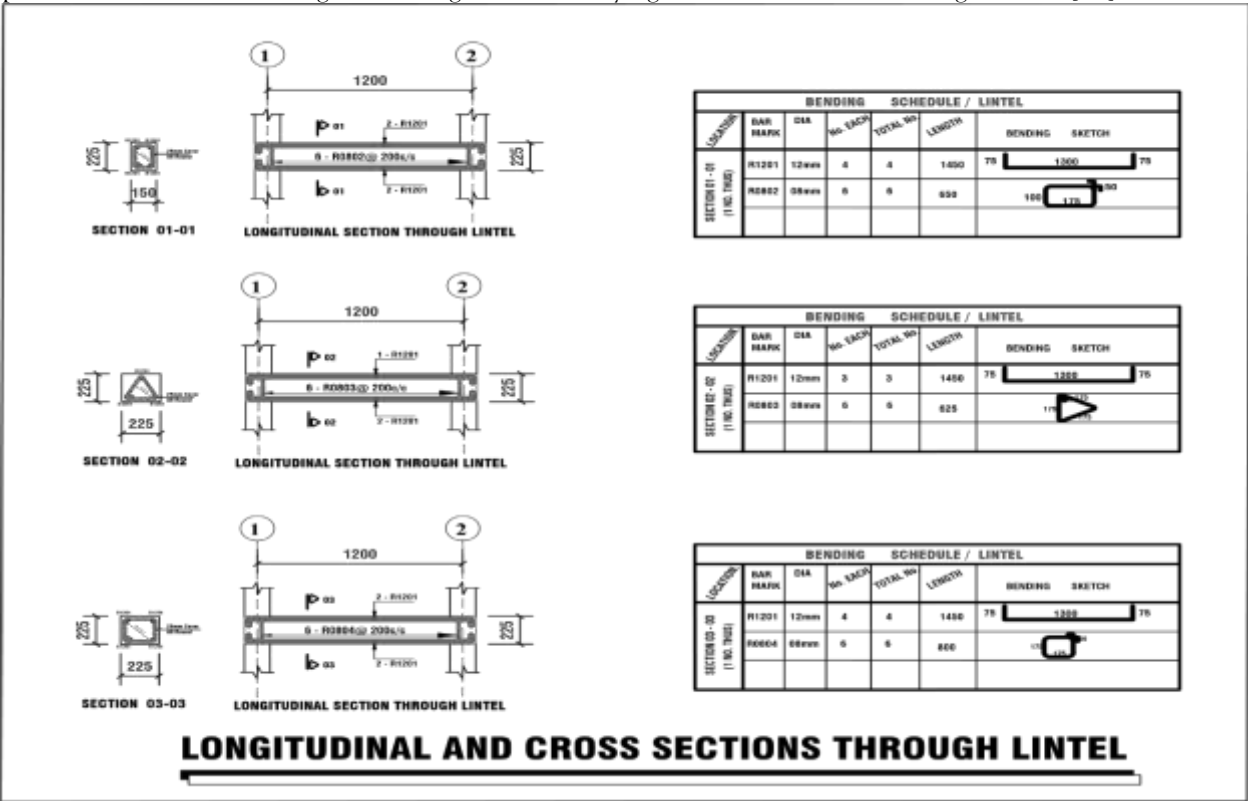 1
2
1200
01
2 - R1201
225
6 - R0802@ 200c/c
225
01
2 - R1201
150
SECTION 01-01
LONGITUDINAL SECTION THROUGH LINTEL
BENDING SCHEDULE / LINTEL
LOCATION
BAR MARK
DIA
No. EACH
TOTAL No.
LENGTH
BENDING SKETCH
SECTION 01 - 01
(1 NO. THUS)
R1201 12mm 4 4 1450 75 1300 75
R0802 08mm 6 6 650 100 175 50
1
2
1200
02
1 - R1201
225
6 - R0803@ 200c/c
225
02
2 - R1201
225
SECTION 02-02
LONGITUDINAL SECTION THROUGH LINTEL
BENDING SCHEDULE / LINTEL
LOCATION
BAR MARK
DIA
No. EACH
TOTAL No.
LENGTH
BENDING SKETCH
SECTION 02 - 02
(1 NO. THUS)
R1201 12mm 3 3 1450 75 1300 75
R0803 08mm 6 6 625 175
1
2
1200
03
2 - R1201
225
6 - R0804@ 200c/c
225
03
2 - R1201
225
SECTION 03-03
LONGITUDINAL SECTION THROUGH LINTEL
BENDING SCHEDULE / LINTEL
LOCATION
BAR MARK
DIA
No. EACH
TOTAL No.
LENGTH
BENDING SKETCH
SECTION 03 - 03
(1 NO. THUS)
R1201 12mm 4 4 1450 75 1300 75
R0804 08mm 6 6 800 175 175
LONGITUDINAL AND CROSS SECTIONS THROUGH LINTEL